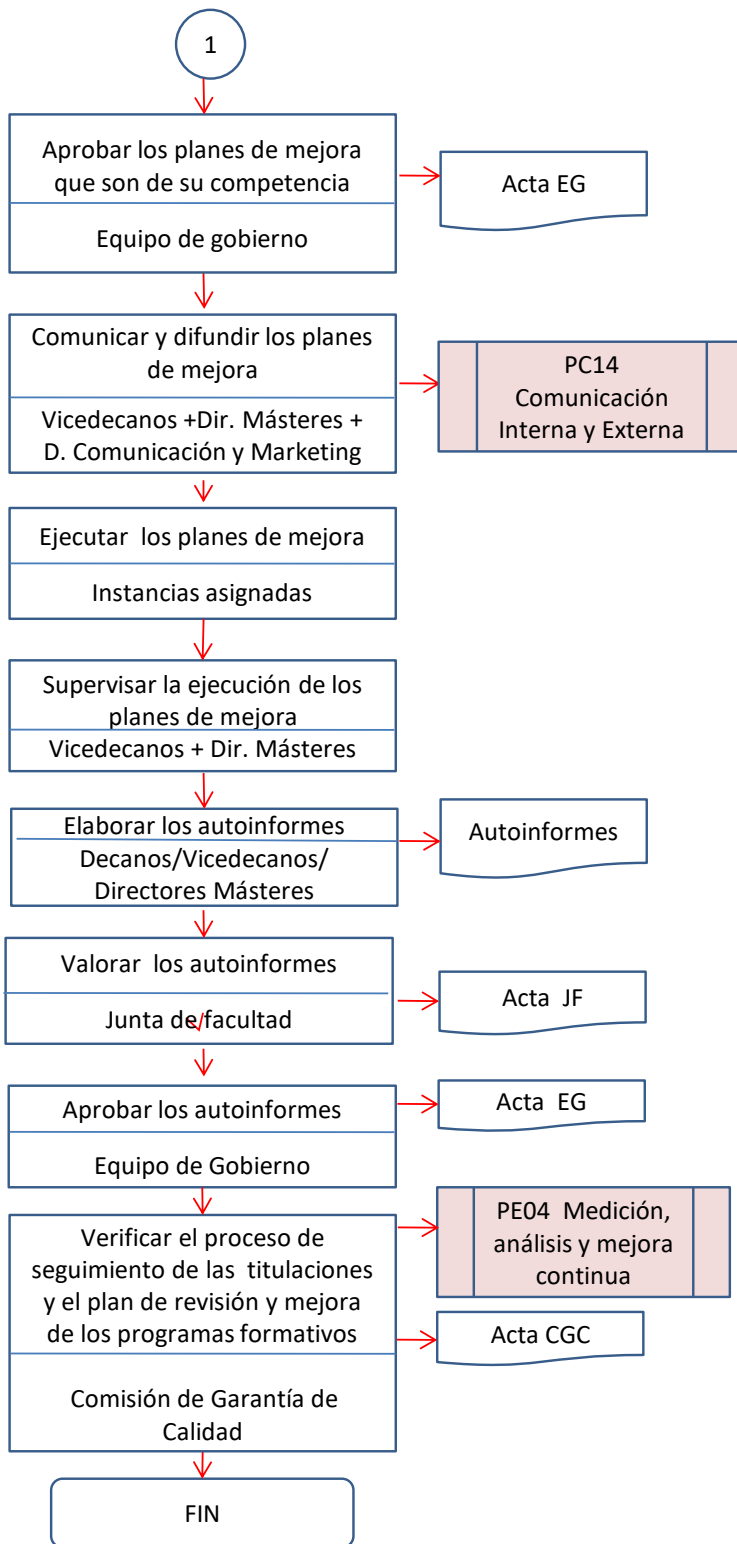 1
Aprobar los planes de mejora
que son de su competencia
Equipo de gobierno
Acta EG
Comunicar y difundir los planes
de mejora
Vicedecanos +Dir. Másteres +
D. Comunicación y Marketing
PC14
Comunicación
Interna y Externa
Ejecutar los planes de mejora
Instancias asignadas
Supervisar la ejecución de los
planes de mejora
Vicedecanos + Dir. Másteres
Elaborar los autoinformes
Decanos/Vicedecanos/
Directores Másteres
Autoinformes
Valorar los autoinformes
Junta de facultad
Acta JF
Aprobar los autoinformes
Equipo de Gobierno
Acta EG
Verificar el proceso de
seguimiento de las titulaciones
y el plan de revisión y mejora
de los programas formativos
Comisión de Garantía de
Calidad
PE04 Medición,
análisis y mejora
continua
Acta CGC
FIN